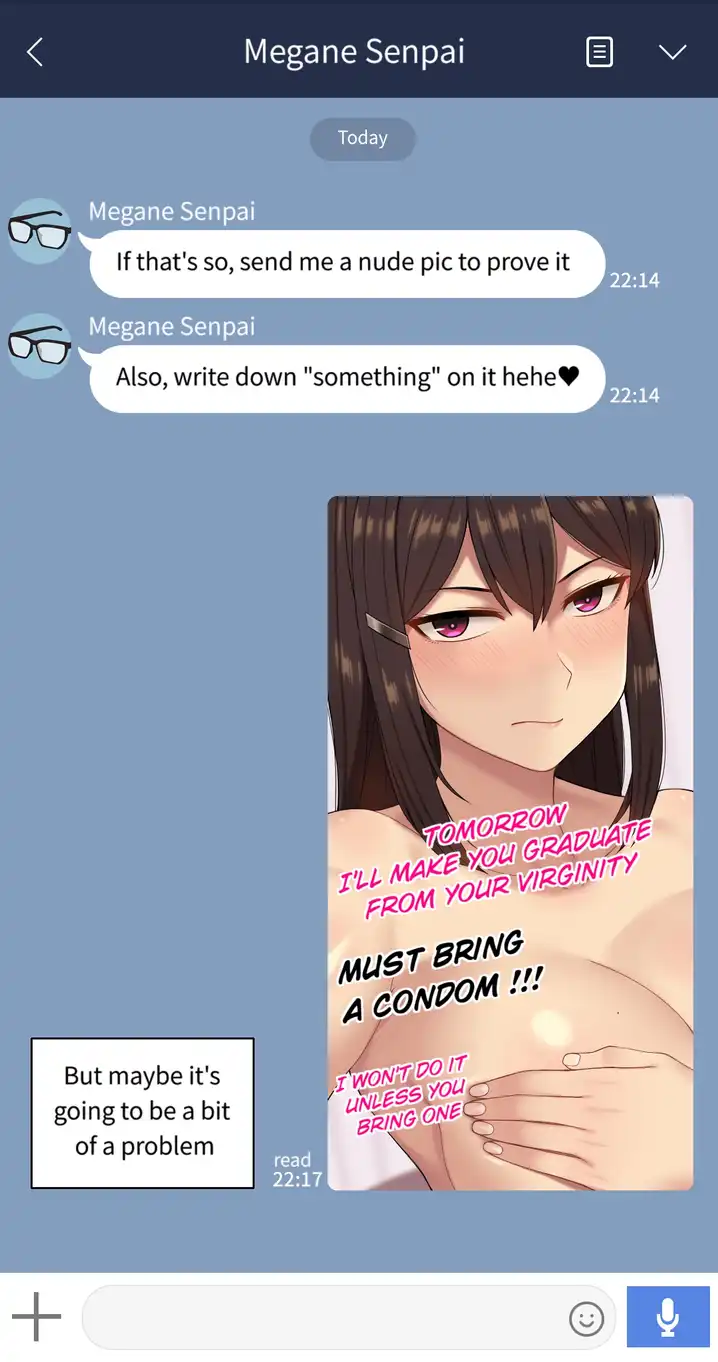 Megane Senpai
Today
Megane Senpai
If that's so, send me a nude pic to prove it
22:14
Megane Senpai
Also, write down "something" on it hehe♥
22:14
TOMORROW
I'LL MAKE YOU GRADUATE
FROM YOUR VIRGINITY
MUST BRING
A CONDOM !!!
I WON'T DO IT
UNLESS YOU
BRING ONE
But maybe it's
going to be a bit
of a problem
read
22:17